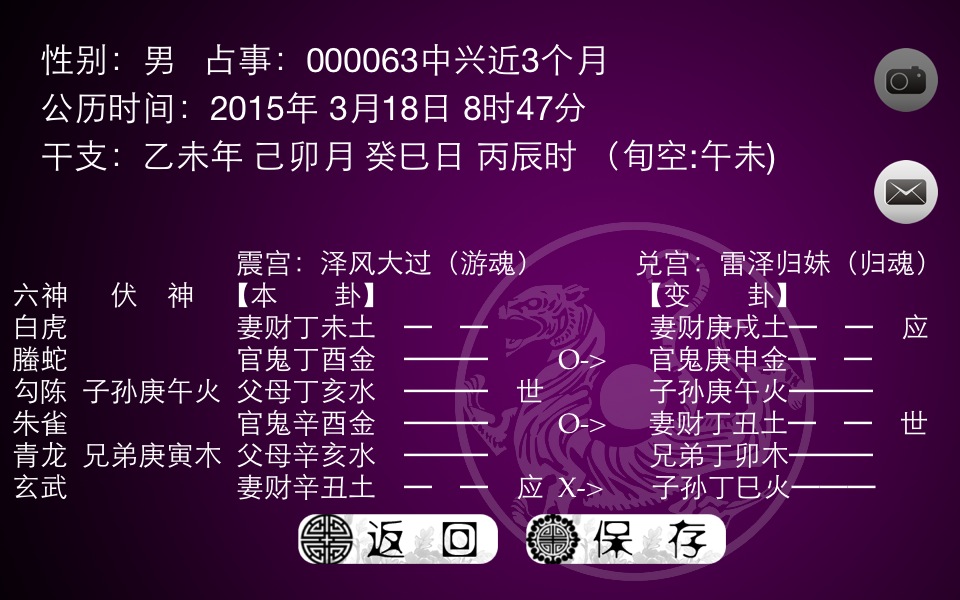 性别：男 占事：000063中兴近3个月
公历时间：2015年 3月18日 8时47分
干支：乙未年 己卯月 癸巳日 丙辰时 （旬空:午未)
震宫：泽风大过（游魂） 兑宫：雷泽归妹（归魂）
六神 伏 神 【本 卦】 【变 卦】
白虎 妻财丁未土 妻财庚戌土 应
螣蛇 官鬼丁酉金 O-> 官鬼庚申金
勾陈 子孙庚午火 父母丁亥水 世 子孙庚午火
朱雀 官鬼辛酉金 O-> 妻财丁丑土 世
青龙 兄弟庚寅木 父母辛亥水 兄弟丁卯木
玄武 妻财辛丑土 应 X-> 子孙丁巳火
返 回 保 存